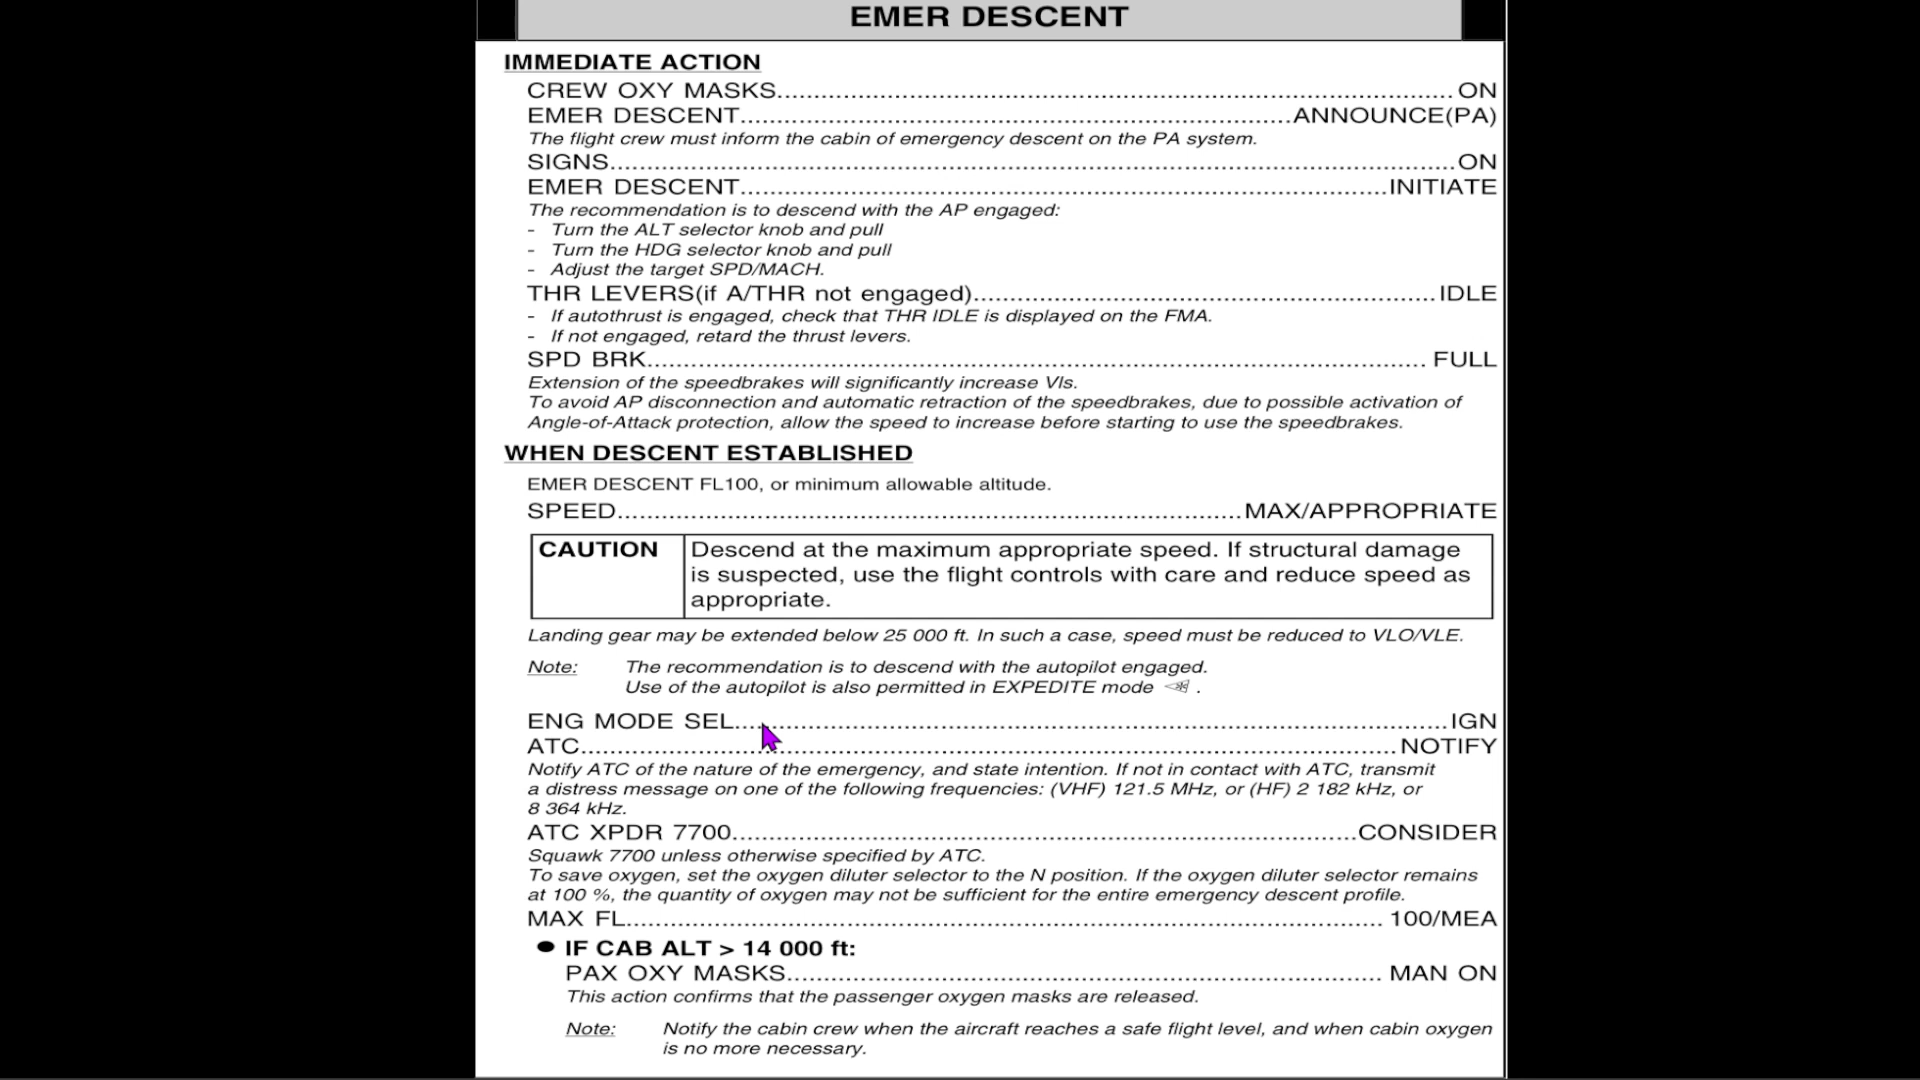 EMER DESCENT
IMMEDIATE ACTION
CREW OXY MASKS..........ON
EMER DESCENT..........ANNOUNCE(PA)
The flight crew must inform the cabin of emergency descent on the PA system.
SIGNS..........ON
EMER DESCENT..........INITIATE
The recommendation is to descend with the AP engaged:
- Turn the ALT selector knob and pull
- Turn the HDG selector knob and pull
- Adjust the target SPD/MACH.
THR LEVERS(if A/THR not engaged)..........IDLE
- If autothrust is engaged, check that THR IDLE is displayed on the FMA.
- If not engaged, retard the thrust levers.
SPD BRK.......... FULL
Extension of the speedbrakes will significantly increase Vls.
To avoid AP disconnection and automatic retraction of the speedbrakes, due to possible activation of
Angle-of-Attack protection, allow the speed to increase before starting to use the speedbrakes.
WHEN DESCENT ESTABLISHED
EMER DESCENT FL100, or minimum allowable altitude.
SPEED..........MAX/APPROPRIATE
CAUTION Descend at the maximum appropriate speed. If structural damage
is suspected, use the flight controls with care and reduce speed as
appropriate.
Landing gear may be extended below 25 000 ft. In such a case, speed must be reduced to VLO/VLE.
Note: The recommendation is to descend with the autopilot engaged.
Use of the autopilot is also permitted in EXPEDITE mode .
ENG MODE SEL..........IGN
ATC..........NOTIFY
Notify ATC of the nature of the emergency, and state intention. If not in contact with ATC, transmit
a distress message on one of the following frequencies: (VHF) 121.5 MHz, or (HF) 2 182 kHz, or
8 364 kHz.
ATC XPDR 7700..........CONSIDER
Squawk 7700 unless otherwise specified by ATC.
To save oxygen, set the oxygen diluter selector to the N position. If the oxygen diluter selector remains
at 100 %, the quantity of oxygen may not be sufficient for the entire emergency descent profile.
MAX FL.......... 100/MEA
● IF CAB ALT > 14 000 ft:
PAX OXY MASKS.......... MAN ON
This action confirms that the passenger oxygen masks are released.
Note: Notify the cabin crew when the aircraft reaches a safe flight level, and when cabin oxygen
is no more necessary.